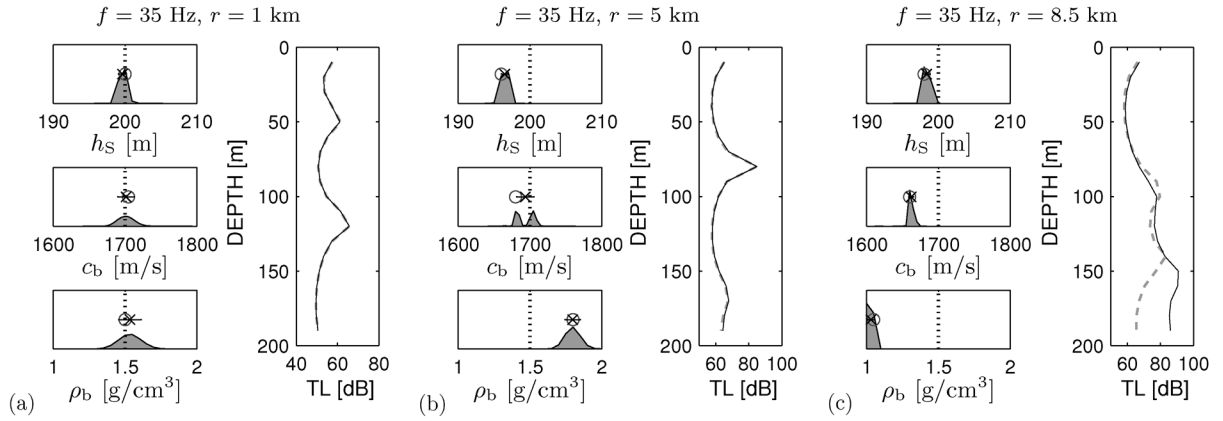 f = 35 Hz, r = 1 km
190 200 210
h_S [m]
1600 1700 1800
c_b [m/s]
1 1.5 2
ρ_b [g/cm³]
(a)
0
50
100
150
200
DEPTH [m]
40 60 80
TL [dB]
f = 35 Hz, r = 5 km
190 200 210
h_S [m]
1600 1700 1800
c_b [m/s]
1 1.5 2
ρ_b [g/cm³]
(b)
0
50
100
150
200
DEPTH [m]
60 80 100
TL [dB]
f = 35 Hz, r = 8.5 km
190 200 210
h_S [m]
1600 1700 1800
c_b [m/s]
1 1.5 2
ρ_b [g/cm³]
(c)
0
50
100
150
200
DEPTH [m]
60 80 100
TL [dB]